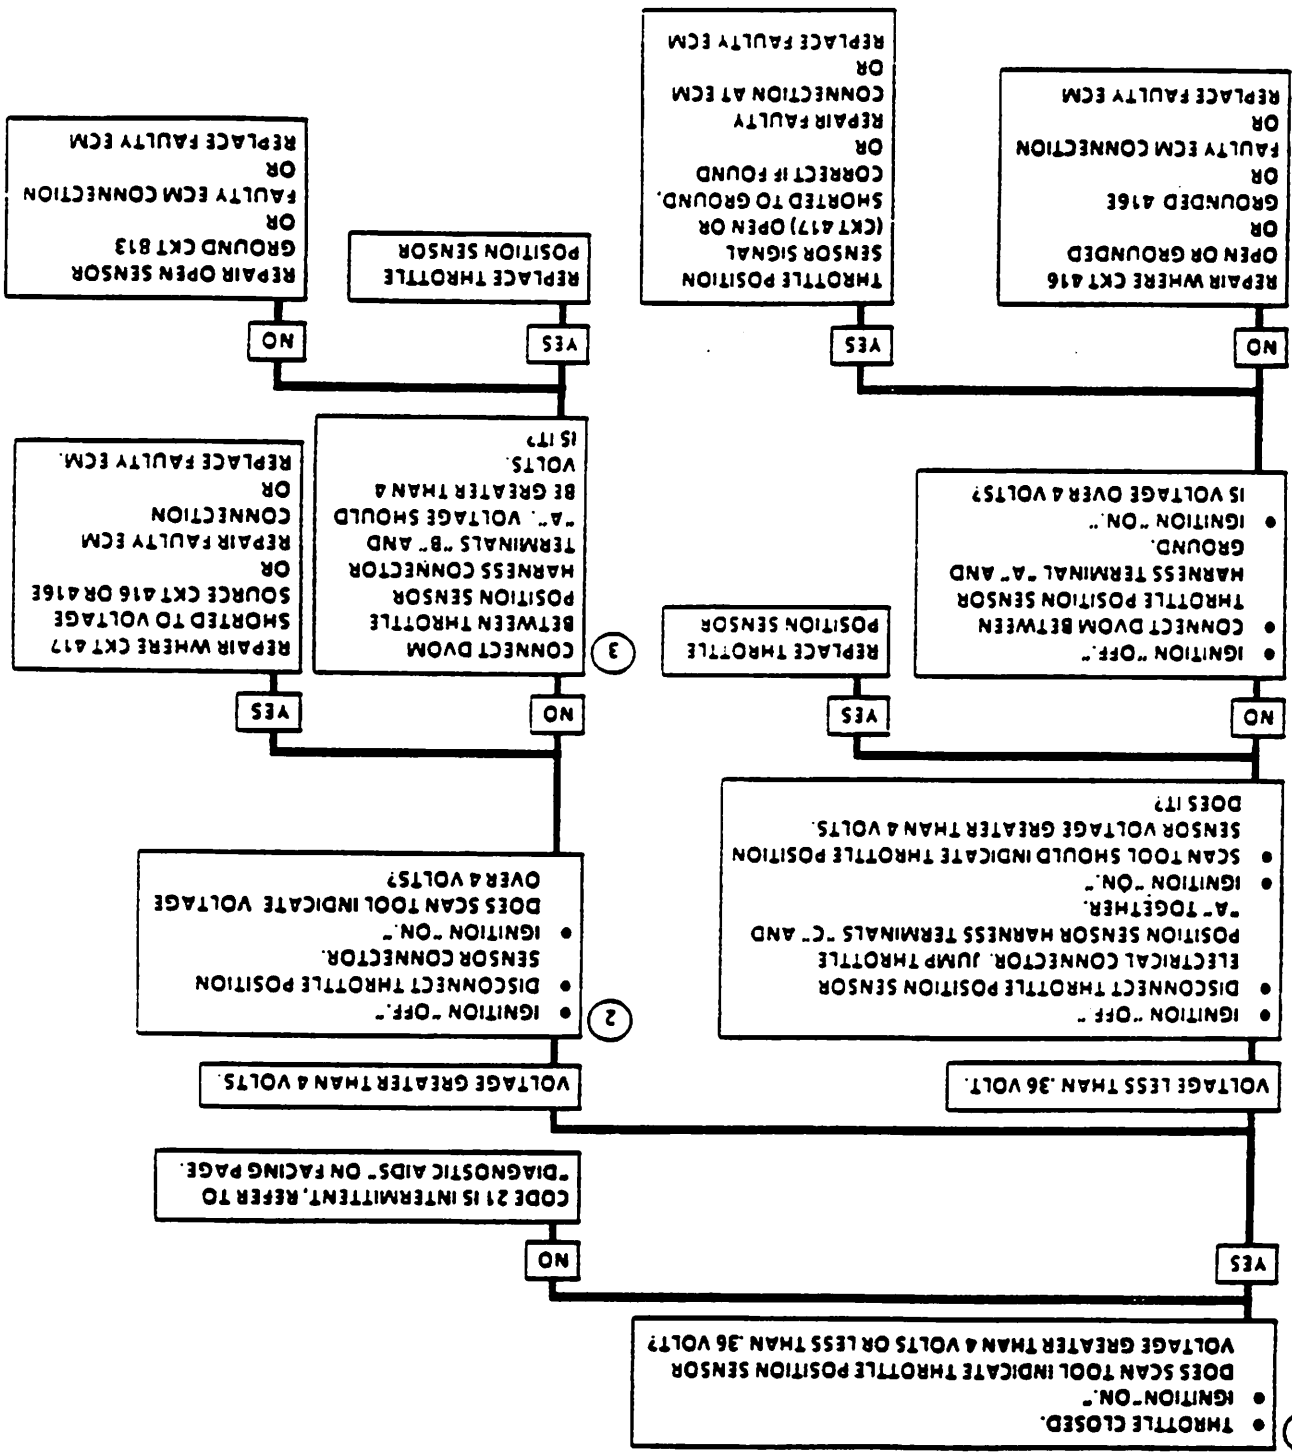 THROTTLE CLOSED.
IGNITION "ON."
DOES SCAN TOOL INDICATE THROTTLE POSITION SENSOR
VOLTAGE GREATER THAN 4 VOLTS OR LESS THAN .36 VOLT?
YES
NO
CODE 21 IS INTERMITTENT, REFER TO
"DIAGNOSTIC AIDS" ON FACING PAGE.
VOLTAGE LESS THAN .36 VOLT.
VOLTAGE GREATER THAN 4 VOLTS.
IGNITION "OFF."
DISCONNECT THROTTLE POSITION SENSOR
ELECTRICAL CONNECTOR. JUMP THROTTLE
POSITION SENSOR HARNESS TERMINALS "C" AND
"A" TOGETHER.
IGNITION "ON."
SCAN TOOL SHOULD INDICATE THROTTLE POSITION
SENSOR VOLTAGE GREATER THAN 4 VOLTS.
DOES IT?
2
IGNITION "OFF."
DISCONNECT THROTTLE POSITION
SENSOR CONNECTOR.
IGNITION "ON."
DOES SCAN TOOL INDICATE VOLTAGE
OVER 4 VOLTS?
NO
YES
NO
YES
IGNITION "OFF."
CONNECT DVOM BETWEEN
THROTTLE POSITION SENSOR
HARNESS TERMINAL "A" AND
GROUND.
IGNITION "ON."
IS VOLTAGE OVER 4 VOLTS?
REPLACE THROTTLE
POSITION SENSOR
3
CONNECT DVOM
BETWEEN THROTTLE
POSITION SENSOR
HARNESS CONNECTOR
TERMINALS "B" AND
"A". VOLTAGE SHOULD
BE GREATER THAN 4
VOLTS.
IS IT?
REPAIR WHERE CKT 417
SHORTED TO VOLTAGE
SOURCE CKT 416 OR 416E
OR
REPAIR FAULTY ECM
CONNECTION
OR
REPLACE FAULTY ECM.
NO
YES
YES
NO
REPAIR WHERE CKT 416
OPEN OR GROUNDED
OR
GROUNDED 416E
OR
FAULTY ECM CONNECTION
OR
REPLACE FAULTY ECM
THROTTLE POSITION
SENSOR SIGNAL
(CKT 417) OPEN OR
SHORTED TO GROUND,
CORRECT IF FOUND
OR
REPAIR FAULTY
CONNECTION AT ECM
OR
REPLACE FAULTY ECM
REPLACE THROTTLE
POSITION SENSOR
REPAIR OPEN SENSOR
GROUND CKT 813
OR
FAULTY ECM CONNECTION
OR
REPLACE FAULTY ECM